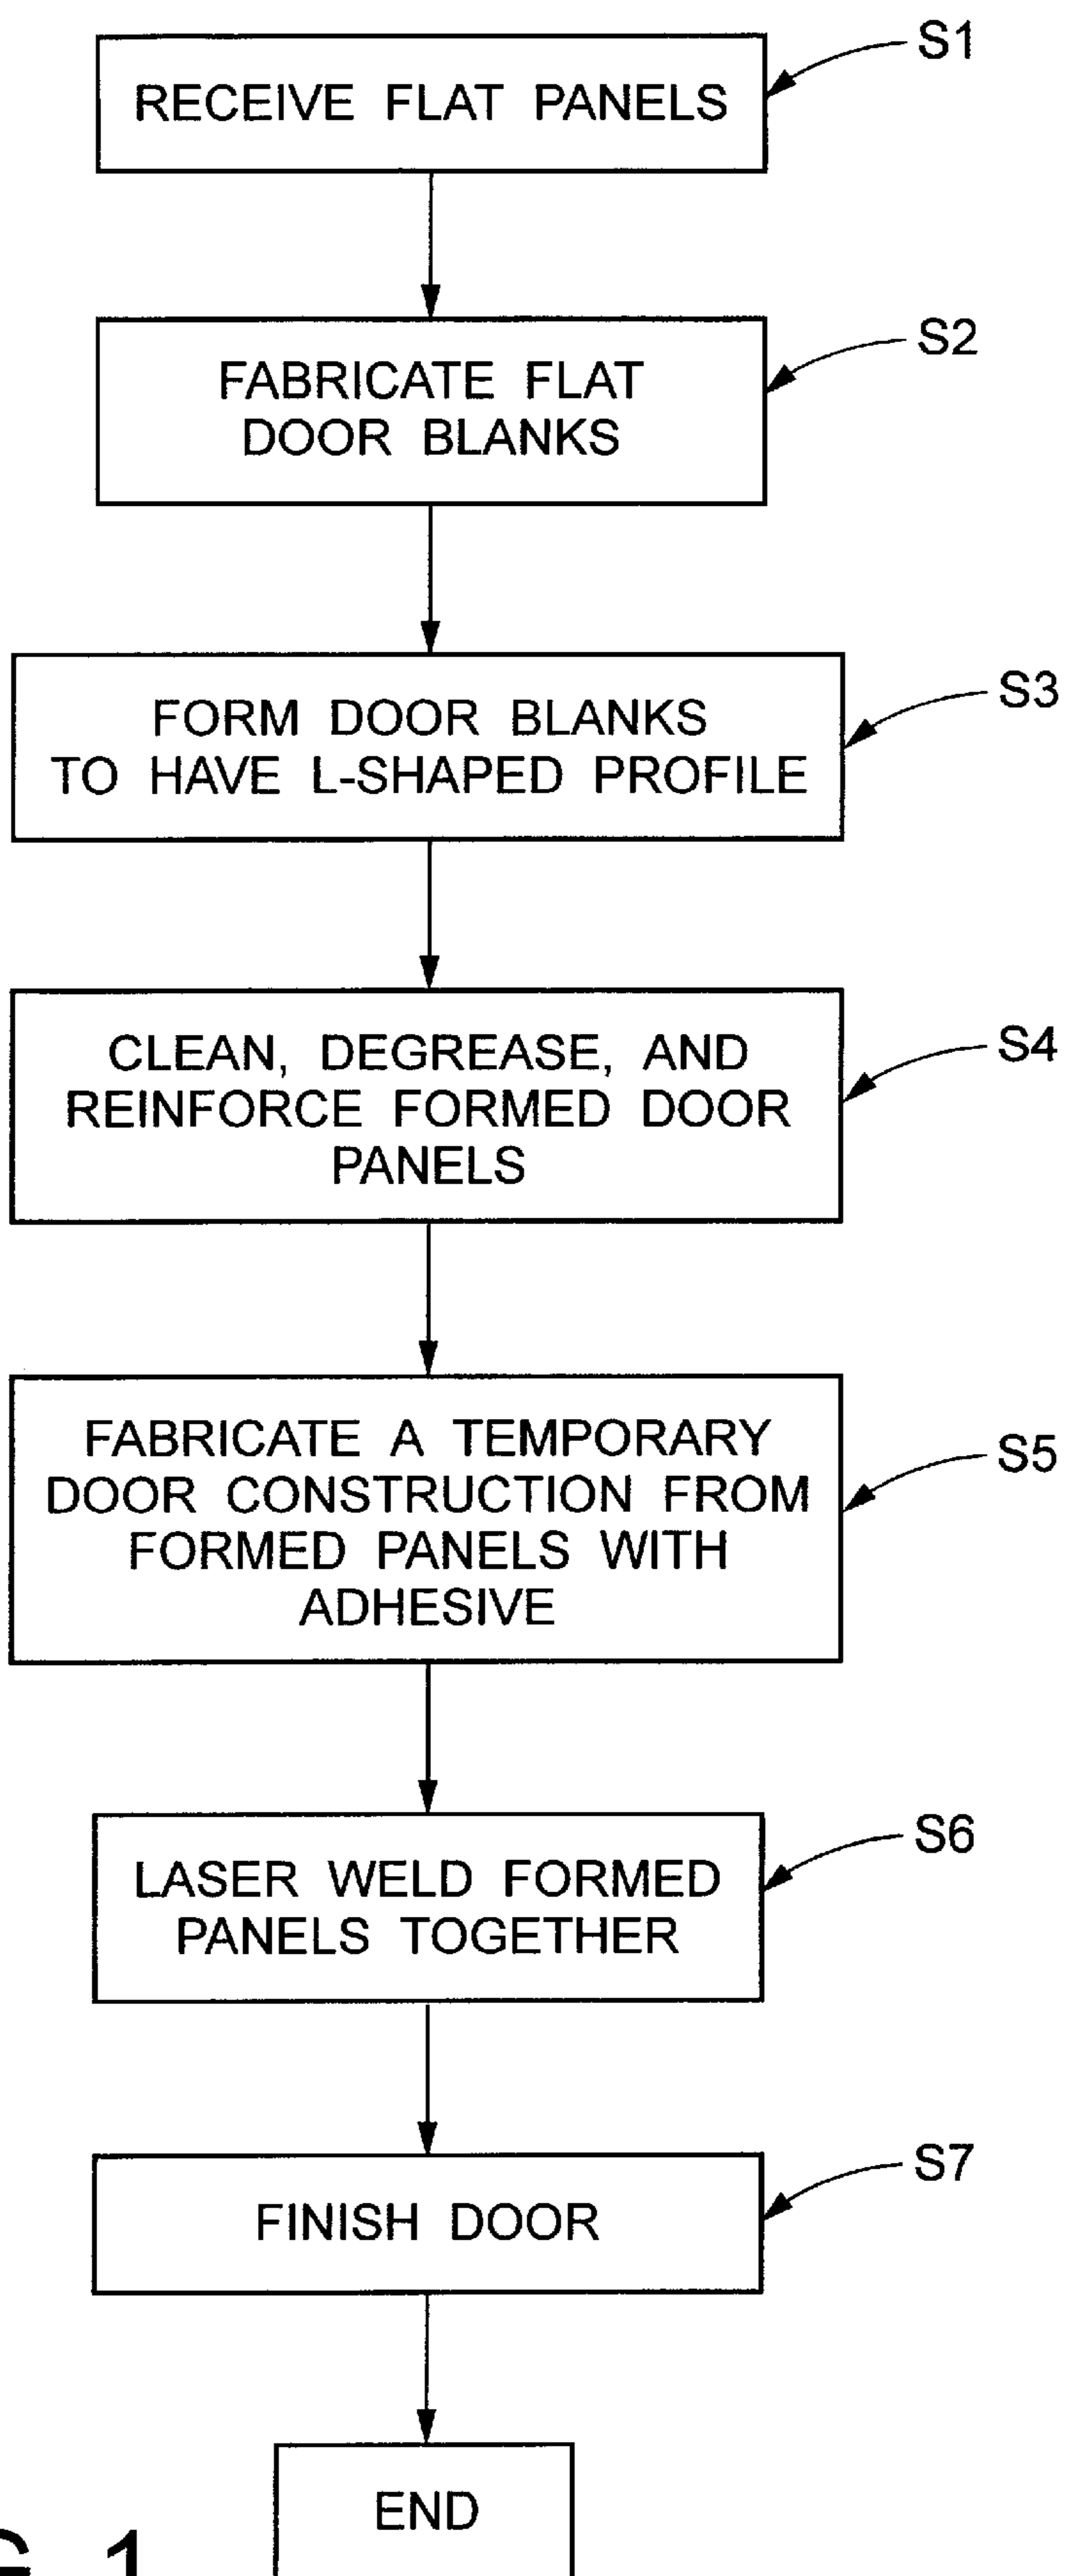 RECEIVE FLAT PANELS
S1
FABRICATE FLAT
DOOR BLANKS
S2
FORM DOOR BLANKS
TO HAVE L-SHAPED PROFILE
S3
CLEAN, DEGREASE, AND
REINFORCE FORMED DOOR
PANELS
S4
FABRICATE A TEMPORARY
DOOR CONSTRUCTION FROM
FORMED PANELS WITH
ADHESIVE
S5
LASER WELD FORMED
PANELS TOGETHER
S6
FINISH DOOR
S7
END
1